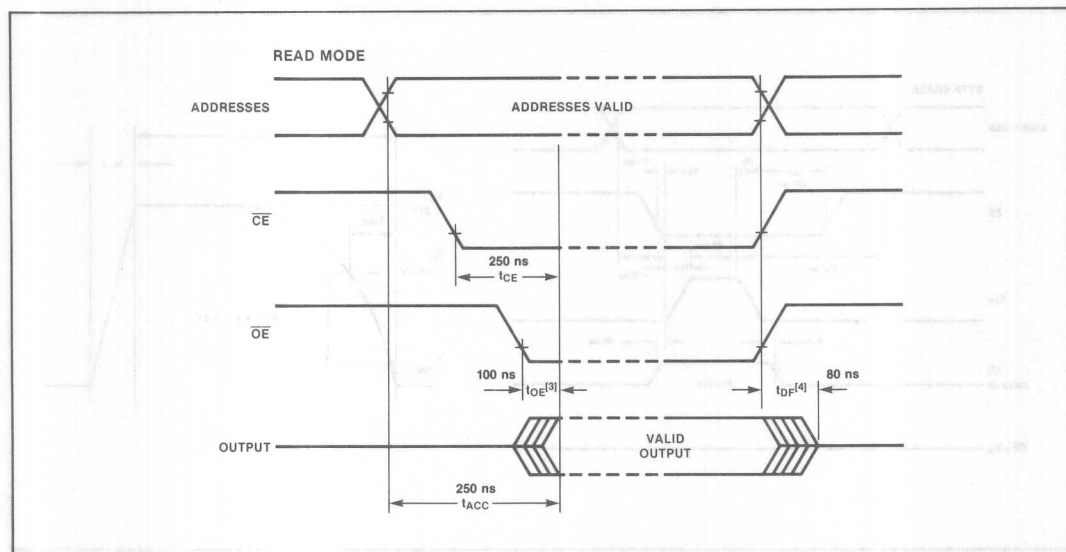 READ MODE
ADDRESSES
ADDRESSES VALID
CE
250 ns
tCE
OE
100 ns
tOE[3]
80 ns
tDF[4]
OUTPUT
VALID
OUTPUT
250 ns
tACC